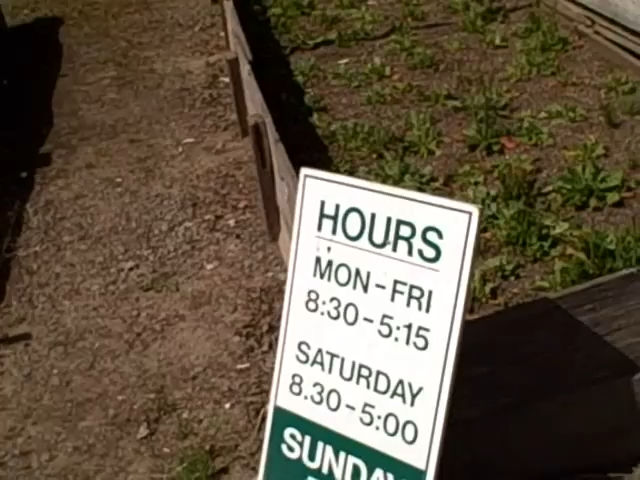 HOURS
MON-FRI
8:30-5:15
SATURDAY
8.30-5:00
SUNDAY